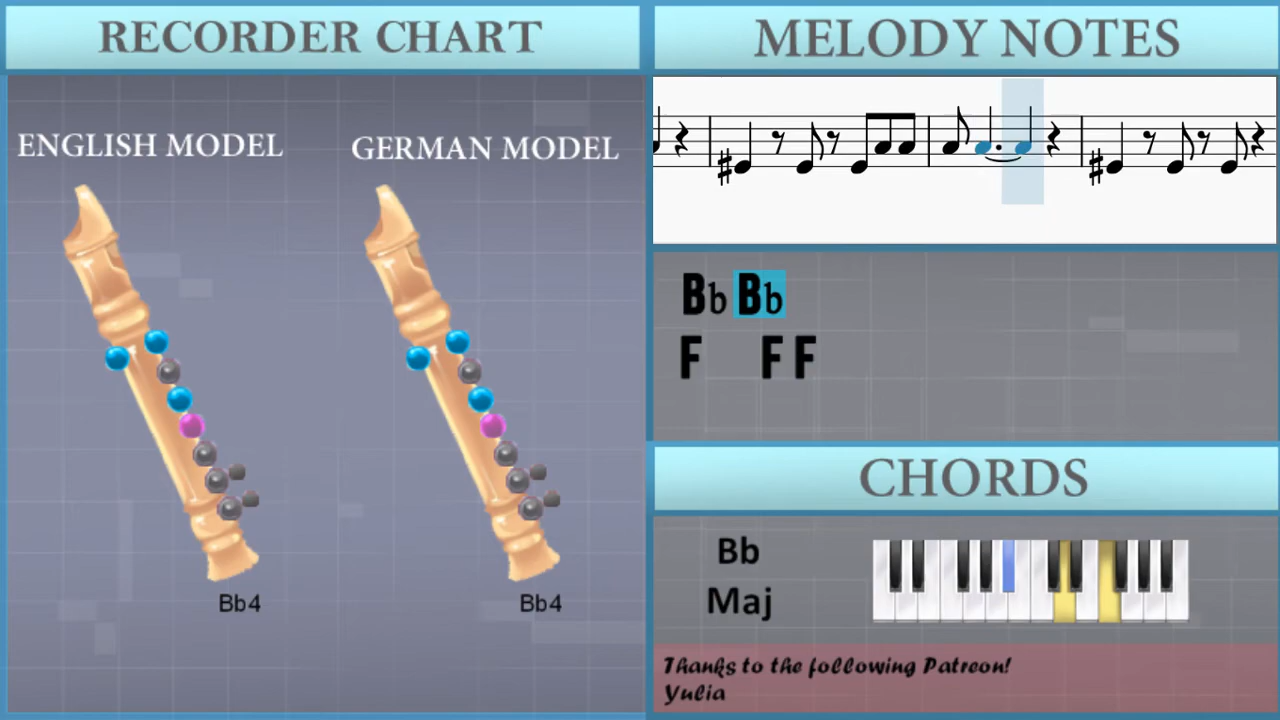 RECORDER CHART
ENGLISH MODEL
GERMAN MODEL
Bb4
Bb4
MELODY NOTES
Bb Bb
F F F
CHORDS
Bb
Maj
Thanks to the following Patreon!
Yulia